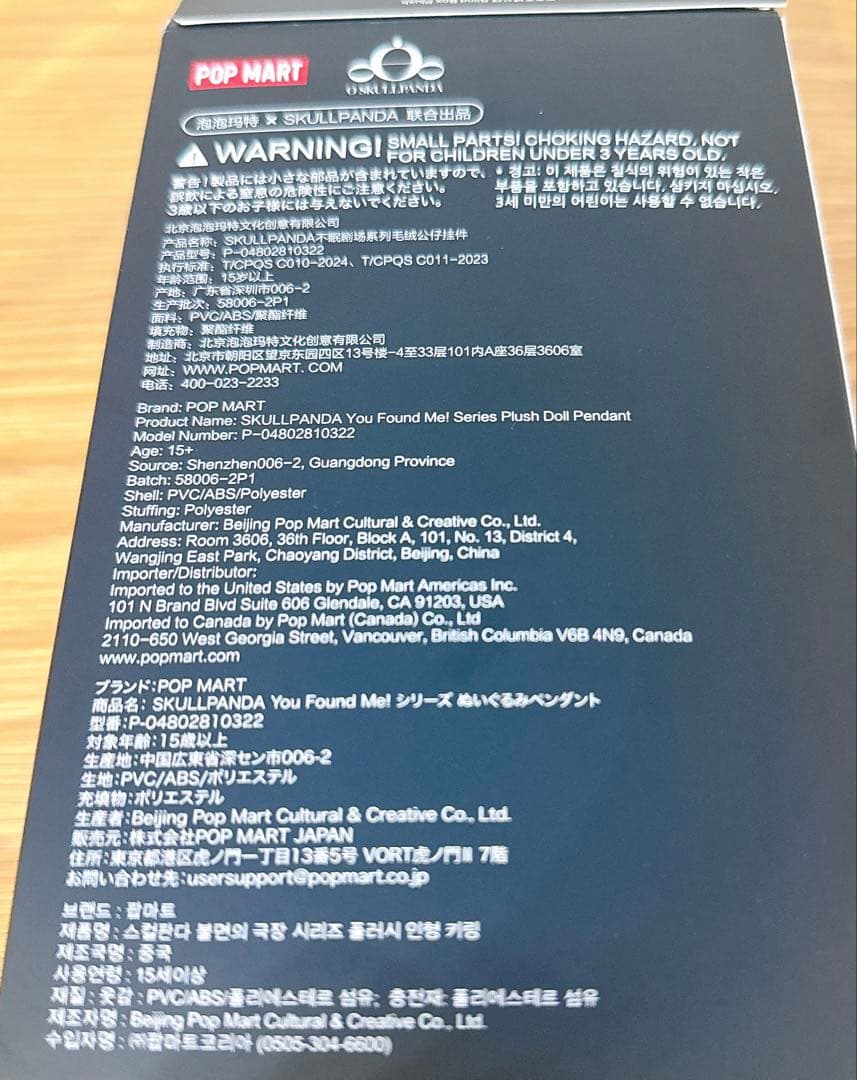 POP MART
SKULLPANDA
泡泡玛特 × SKULLPANDA 联合出品
WARNING! SMALL PARTS! CHOKING HAZARD. NOT
FOR CHILDREN UNDER 3 YEARS OLD.
警告!製品には小さな部品が含まれていますので、
誤飲による窒息の危険性にご注意ください。
3歳以下のお子様には与えないでください。
* 경고: 이 제품은 질식의 위험이 있는 작은
부품을 포함하고 있습니다. 삼키지 마십시오.
3세 미만의 어린이는 사용할 수 없습니다.
北京泡泡玛特文化创意有限公司
产品名称：SKULLPANDA不眠剧场系列毛绒公仔挂件
产品型号：P-04802810322
执行标准：T/CPQS C010-2024、T/CPQS C011-2023
年龄范围：15岁以上
产地：广东省深圳市006-2
生产批次：58006-2P1
面料：PVC/ABS/聚酯纤维
填充物：聚酯纤维
制造商：北京泡泡玛特文化创意有限公司
地址：北京市朝阳区望京东园四区13号楼-4至33层101内A座36层3606室
网址：WWW.POPMART. COM
电话：400-023-2233
Brand: POP MART
Product Name: SKULLPANDA You Found Me! Series Plush Doll Pendant
Model Number: P-04802810322
Age: 15+
Source: Shenzhen006-2, Guangdong Province
Batch: 58006-2P1
Shell: PVC/ABS/Polyester
Stuffing: Polyester
Manufacturer: Beijing Pop Mart Cultural & Creative Co., Ltd.
Address: Room 3606, 36th Floor, Block A, 101, No. 13, District 4,
Wangjing East Park, Chaoyang District, Beijing, China
Importer/Distributor:
Imported to the United States by Pop Mart Americas Inc.
101 N Brand Blvd Suite 606 Glendale, CA 91203, USA
Imported to Canada by Pop Mart (Canada) Co., Ltd
2110-650 West Georgia Street, Vancouver, British Columbia V6B 4N9, Canada
www.popmart.com
ブランド:POP MART
商品名: SKULLPANDA You Found Me! シリーズ ぬいぐるみペンダント
型番:P-04802810322
対象年齢:15歳以上
生産地:中国広東省深セン市006-2
生地:PVC/ABS/ポリエステル
充填物:ポリエステル
生産者:Beijing Pop Mart Cultural & Creative Co., Ltd.
販売元:株式会社POP MART JAPAN
住所:東京都港区虎ノ門一丁目13番5号 VORT虎ノ門Ⅲ 7階
お問い合わせ先:usersupport@popmart.co.jp
브랜드 : 팝마트
제품명 : 스컬판다 불면의 극장 시리즈 플러시 인형 키링
제조국명 : 중국
사용연령 : 15세이상
재질 : 겉감 : PVC/ABS/폴리에스테르 섬유; 충전재: 폴리에스테르 섬유
제조자명 : Beijing Pop Mart Cultural & Creative Co., Ltd.
수입자명 : ㈜팝마트코리아 (0505-304-6600)